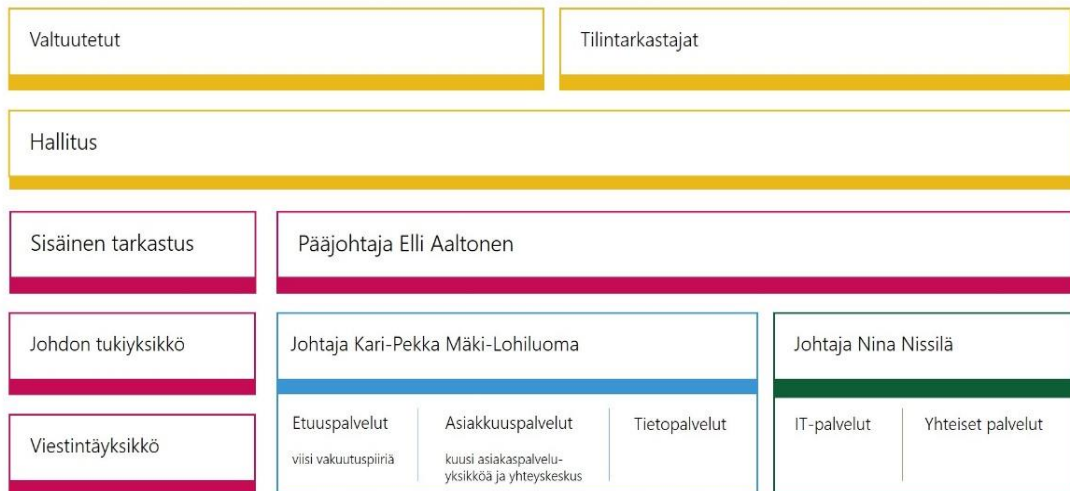 Valtuutetut
Tilintarkastajat
Hallitus
Sisäinen tarkastus
Pääjohtaja Elli Aaltonen
Johdon tukiyksikkö
Johtaja Kari-Pekka Mäki-Lohiluoma
Johtaja Nina Nissilä
Viestintäyksikkö
Etuuspalvelut
viisi vakuutuspiiriä
Asiakkuuspalvelut
kuusi asiakaspalvelu-
yksikköä ja yhteyskeskus
Tietopalvelut
IT-palvelut
Yhteiset palvelut